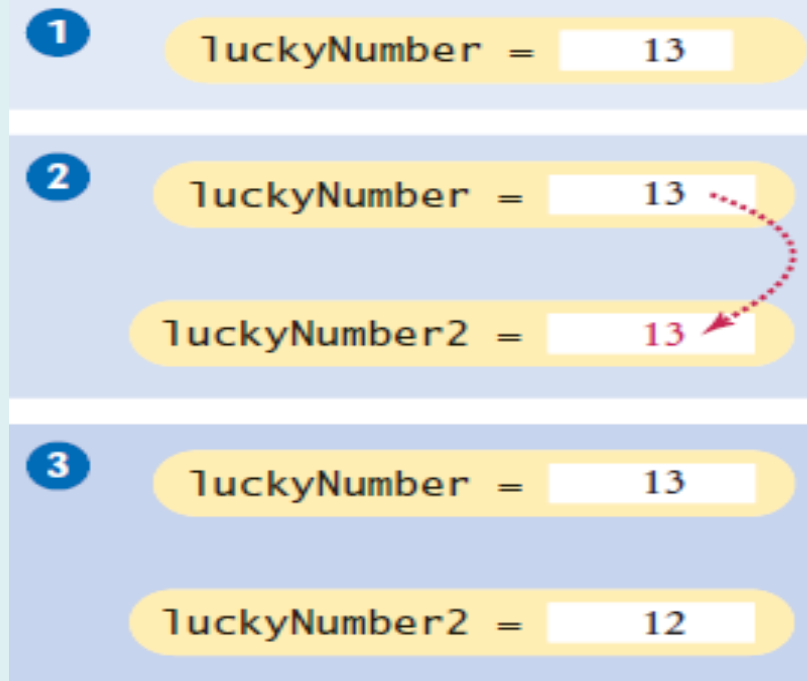 1
luckyNumber = 13
2
luckyNumber = 13
luckyNumber2 = 13
3
luckyNumber = 13
luckyNumber2 = 12